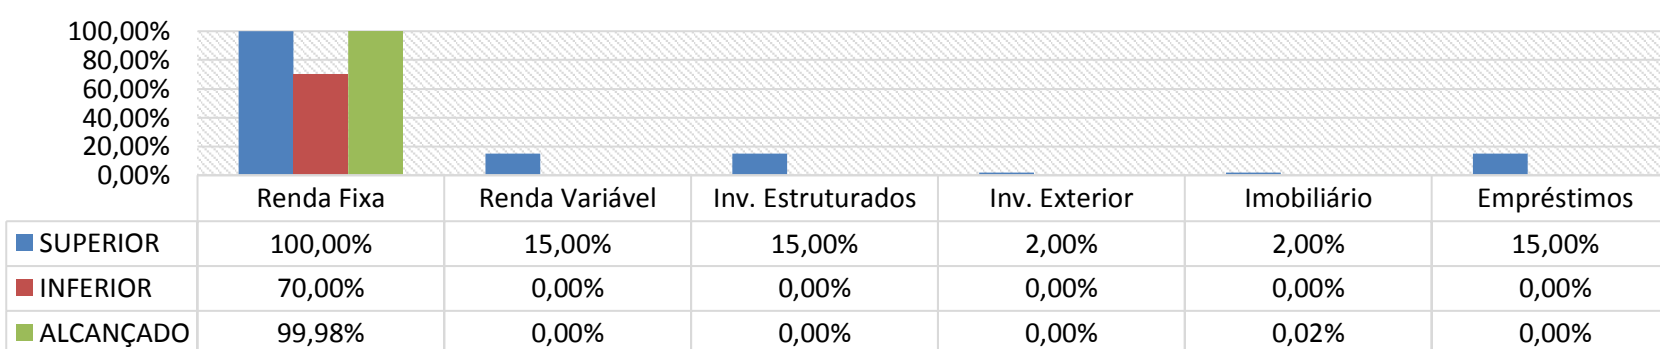 100,00%
80,00%
60,00%
40,00%
20,00%
0,00%
Renda Fixa Renda Variável Inv. Estruturados Inv. Exterior Imobiliário Empréstimos
SUPERIOR 100,00% 15,00% 15,00% 2,00% 2,00% 15,00%
INFERIOR 70,00% 0,00% 0,00% 0,00% 0,00% 0,00%
ALCANÇADO 99,98% 0,00% 0,00% 0,00% 0,02% 0,00%